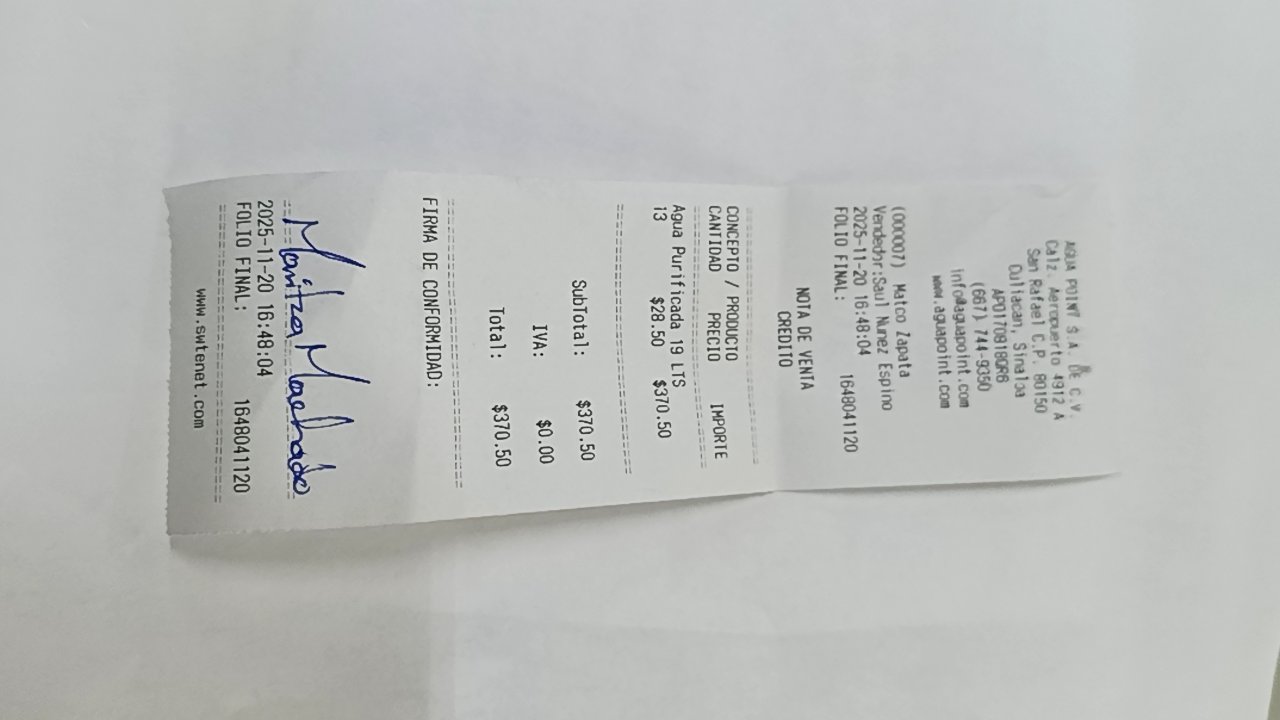 AGUA POINT S.A. DE C.V.
Calz. Aeropuerto 4912 A
San Rafael C.P. 80150
Culiacan, Sinaloa
(667) 744-9350
info@aguapoint.com
www.aguapoint.com
NOTA DE VENTA
CREDITO
(000007) Matco Zapata
Vendedor:Saul Nunez Espino
2025-11-20 16:48:04
FOLIO FINAL: 1648041120
CONCEPTO / PRODUCTO
CANTIDAD PRECIO IMPORTE
Agua Purificada 19 LTS
13 $28.50 $370.50
SubTotal: $370.50
IVA: $0.00
Total: $370.50
FIRMA DE CONFORMIDAD:
Maritza Machado
2025-11-20 16:48:04
FOLIO FINAL: 1648041120
www.swtenet.com